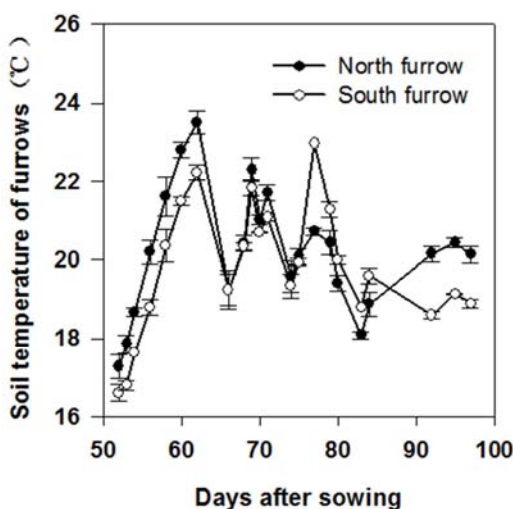 26
24
22
20
18
16
Soil temperature of furrows（℃）
North furrow
South furrow
50 60 70 80 90 100
Days after sowing